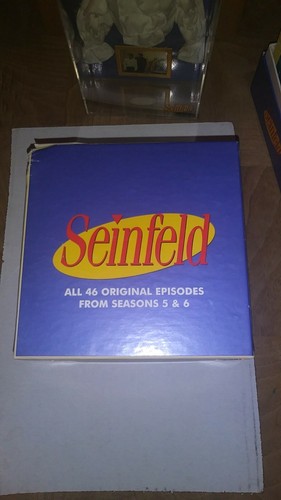 Seinfeld
ALL 46 ORIGINAL EPISODES
FROM SEASONS 5 & 6